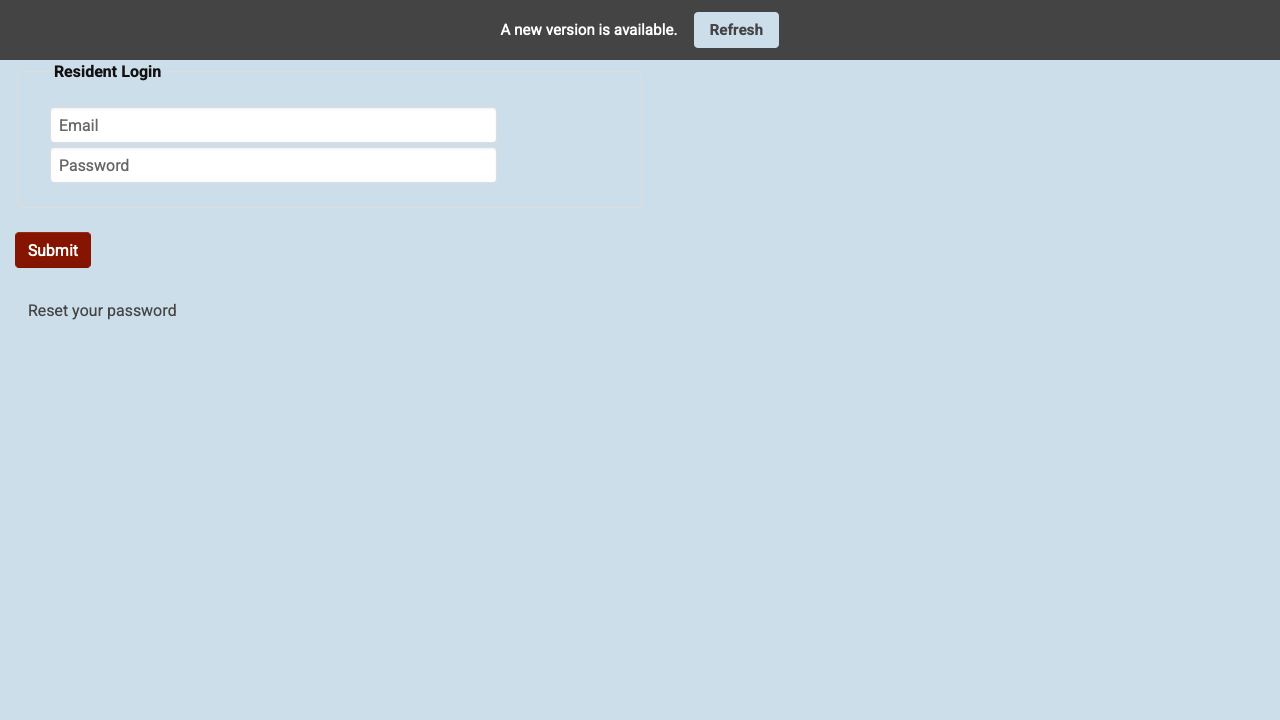 A new version is available. Refresh
Resident Login
Email
Password
Submit
Reset your password